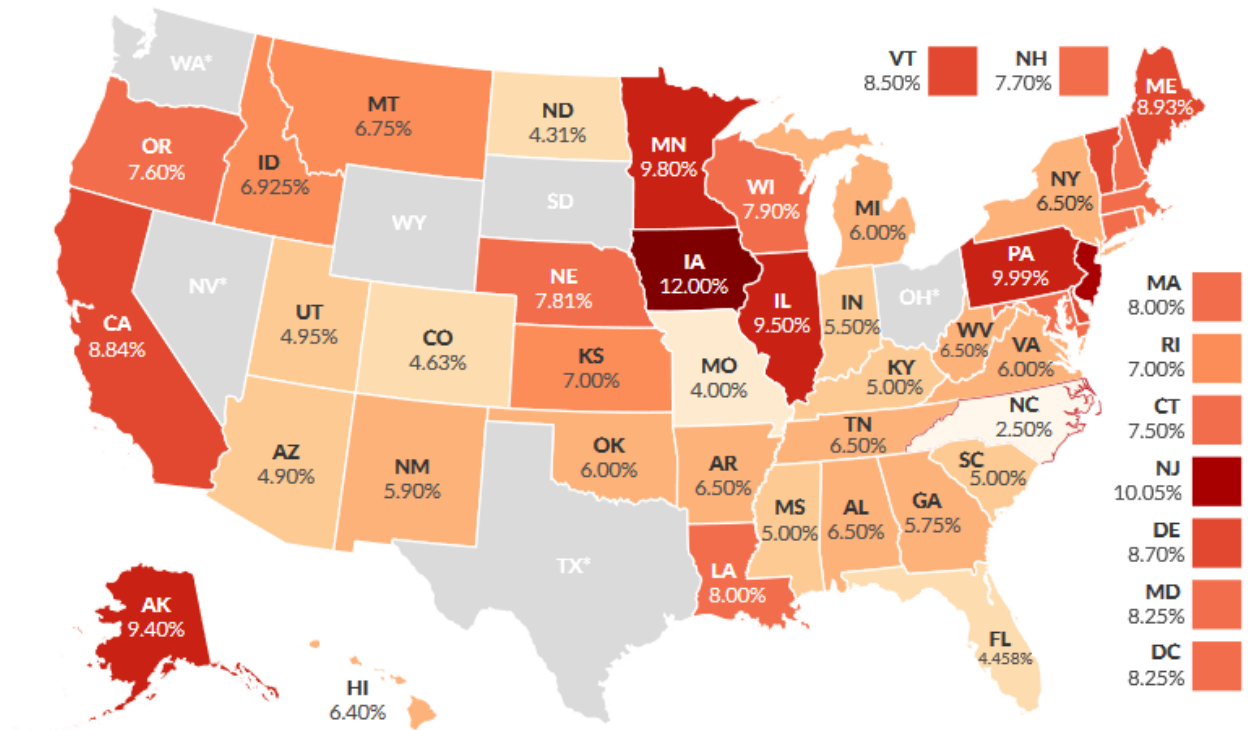 WA*
OR
7.60%
CA
8.84%
NV*
ID
6.925%
MT
6.75%
WY
UT
4.95%
AZ
4.90%
CO
4.63%
NM
5.90%
ND
4.31%
SD
NE
7.81%
KS
7.00%
OK
6.00%
TX*
MN
9.80%
IA
12.00%
MO
4.00%
AR
6.50%
LA
8.00%
WI
7.90%
IL
9.50%
MI
6.00%
IN
5.50%
OH*
KY
5.00%
TN
6.50%
MS
5.00%
AL
6.50%
GA
5.75%
FL
4.458%
SC
5.00%
NC
2.50%
VA
6.00%
WV
6.50%
PA
9.99%
NY
6.50%
ME
8.93%
VT
8.50%
NH
7.70%
MA
8.00%
RI
7.00%
CT
7.50%
NJ
10.05%
DE
8.70%
MD
8.25%
DC
8.25%
AK
9.40%
HI
6.40%